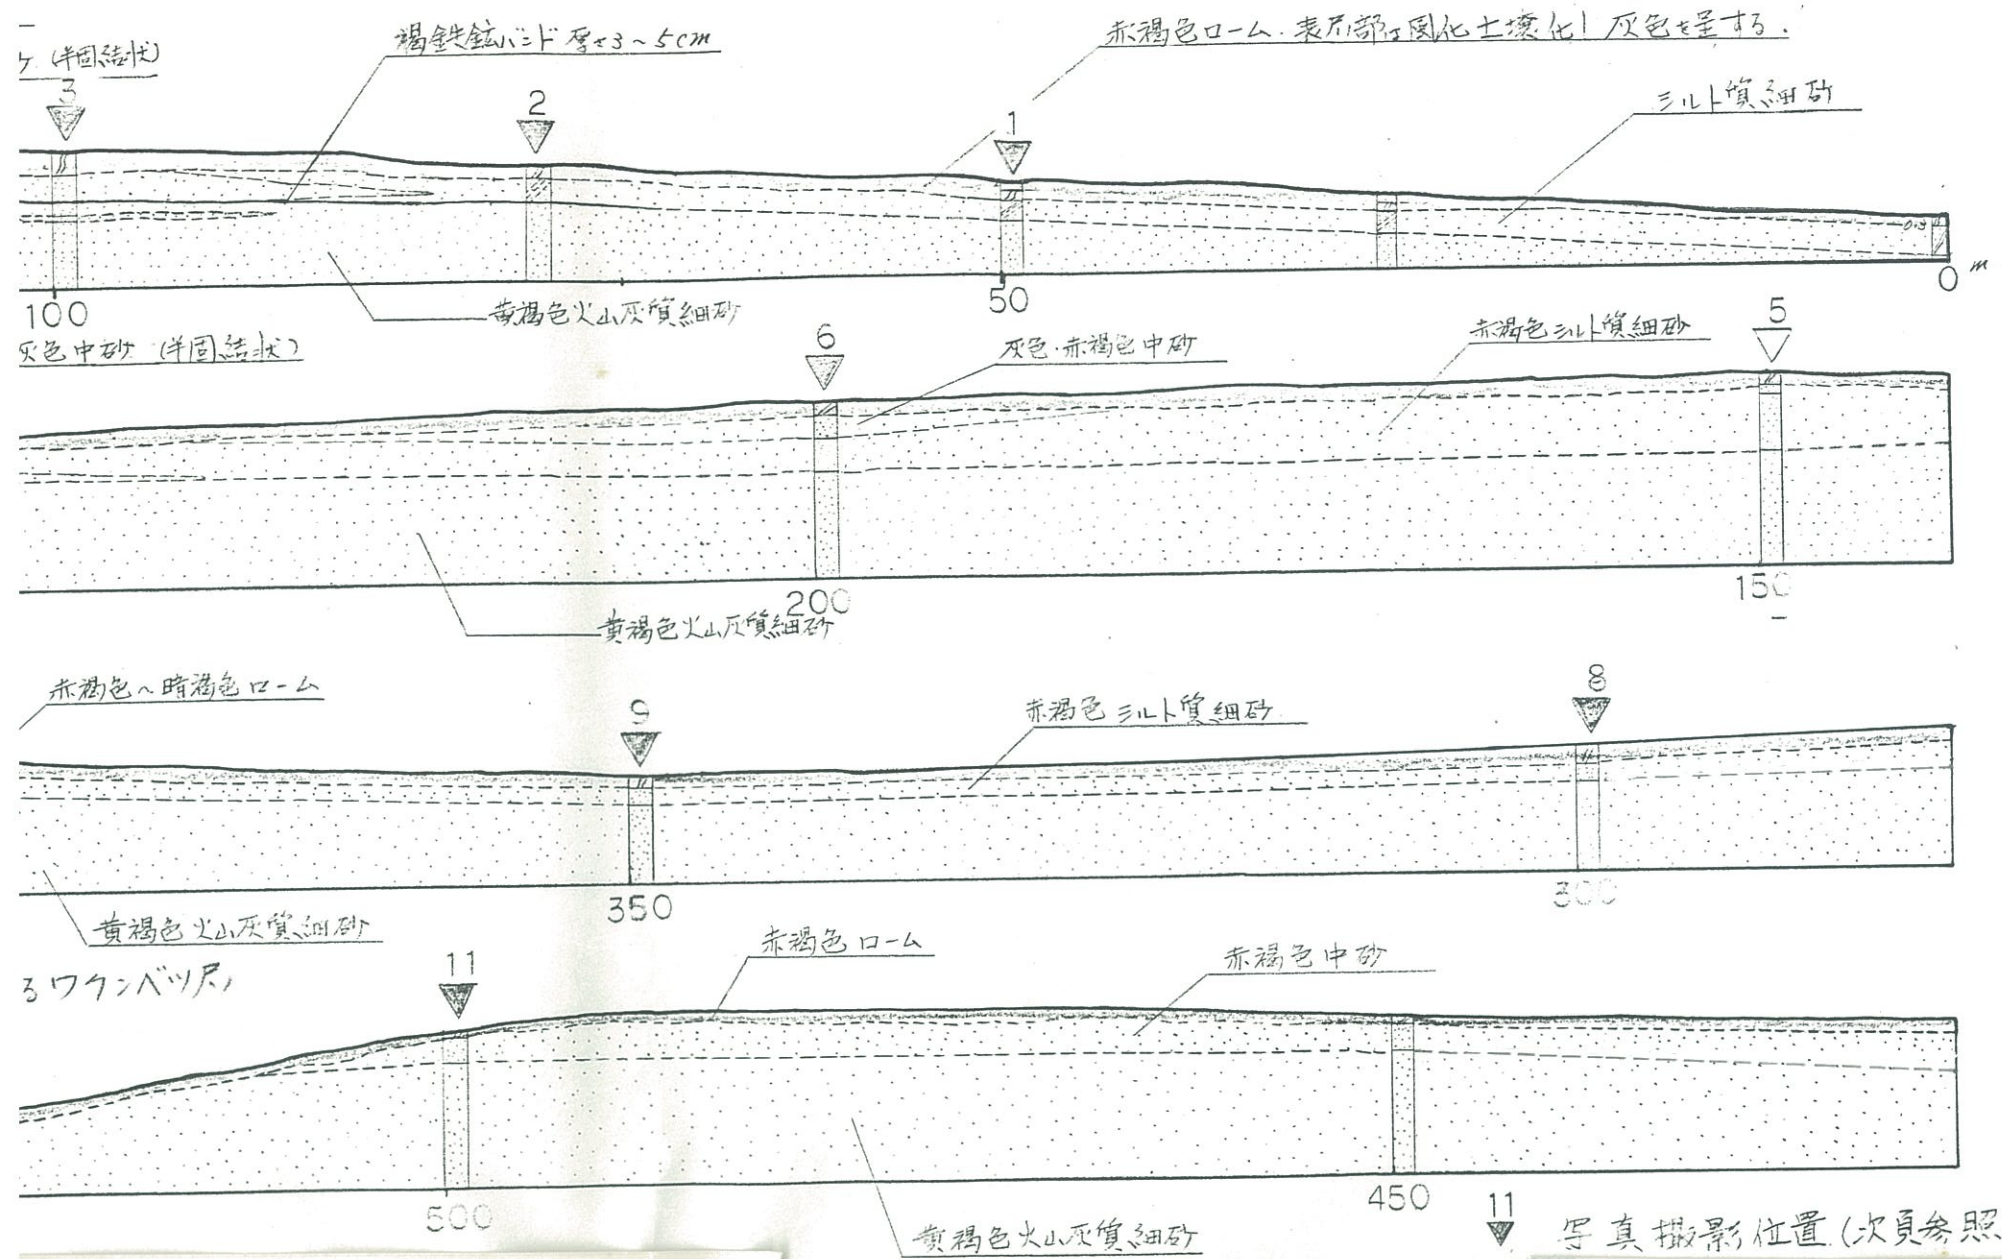 褐鉄鉱バンド 厚さ3~5cm
赤褐色ローム. 表層部は風化土壌化し灰色を呈する.
(半固結状)
シルト質細砂
3
2
1
0.3
100
50
0 m
黄褐色火山灰質細砂
灰色中砂 (半固結状)
6
灰色·赤褐色中砂
赤褐色シルト質細砂
5
200
150
黄褐色火山灰質細砂
赤褐色~暗褐色ローム
9
赤褐色シルト質細砂
8
350
300
黄褐色火山灰質細砂
るワクンベツ
11
赤褐色ローム
赤褐色中砂
500
450
黄褐色火山灰質細砂
11
写真撮影位置(次頁参照